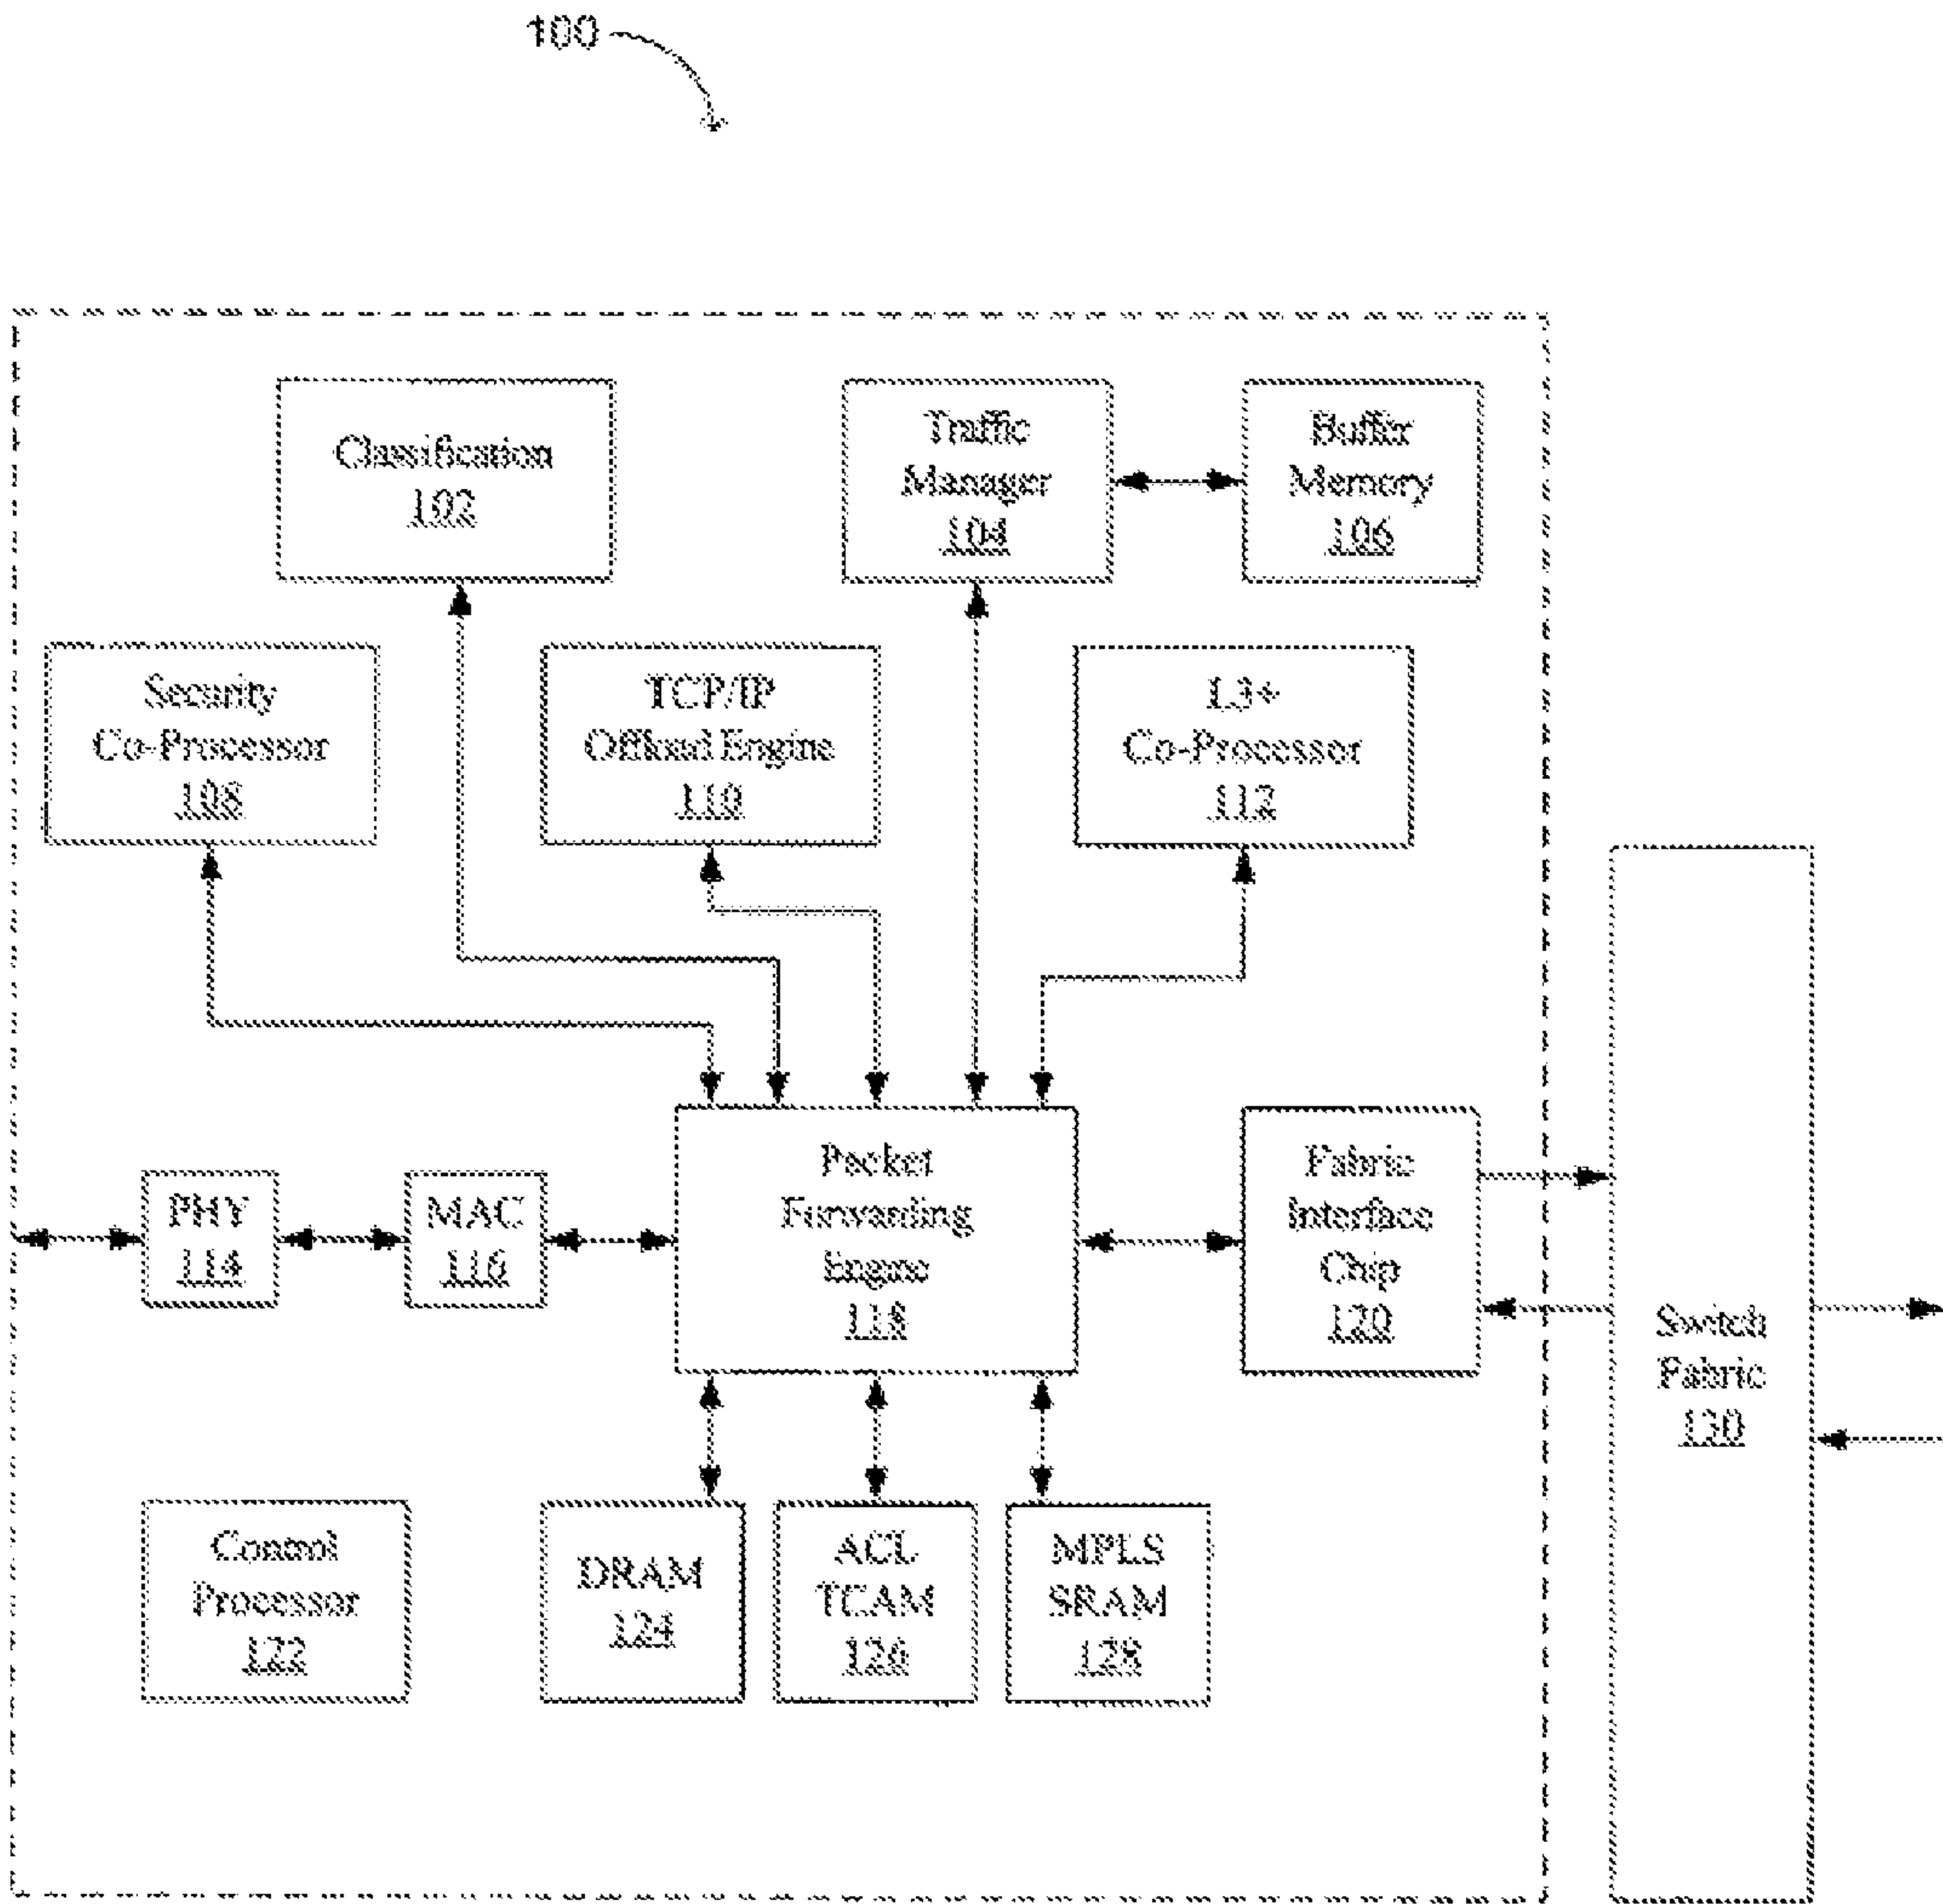 100
Classification
102
Traffic
Manager
104
Buffer
Memory
106
Security
Co-Processor
108
TCP/IP
Offload Engine
110
L3+
Co-Processor
112
PHY
114
MAC
116
Packet
Forwarding
Engine
118
Fabric
Interface
Chip
120
Switch
Fabric
130
Control
Processor
122
DRAM
124
ACL
TCAM
126
MPLS
SRAM
128